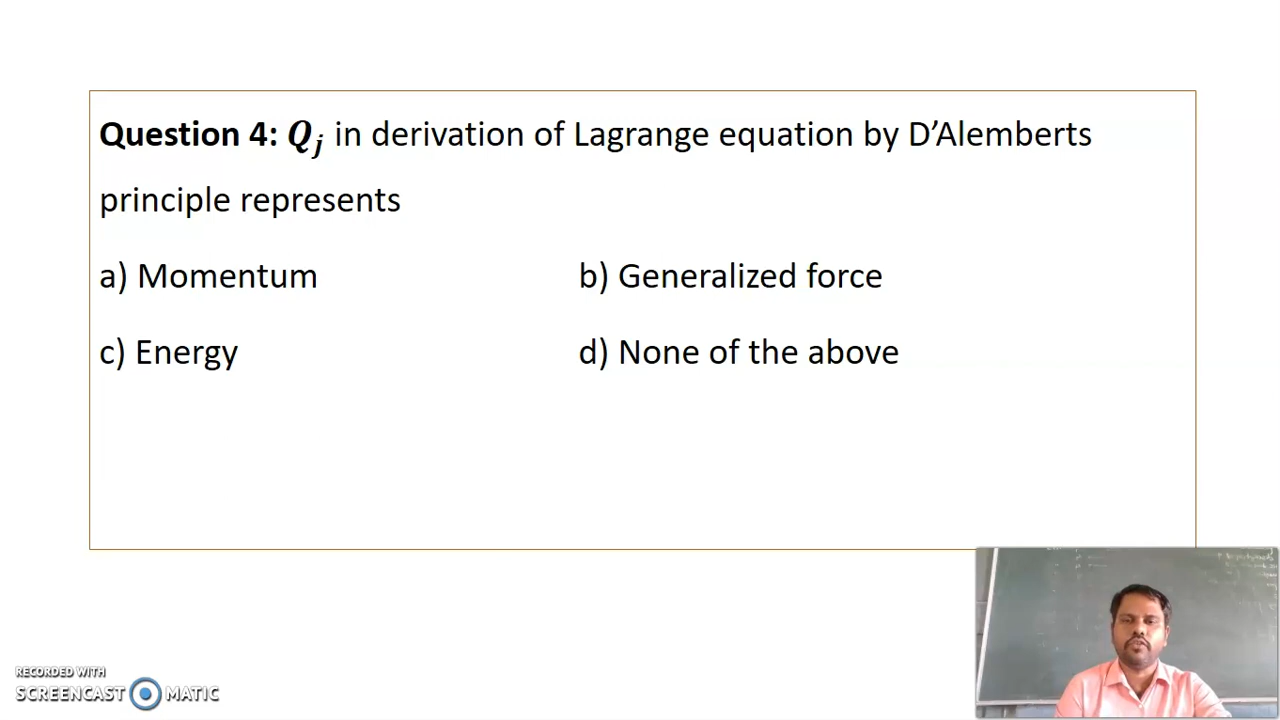 Question 4: Qj in derivation of Lagrange equation by D’Alemberts
principle represents
a) Momentum b) Generalized force
c) Energy d) None of the above
RECORDED WITH
SCREENCAST MATIC